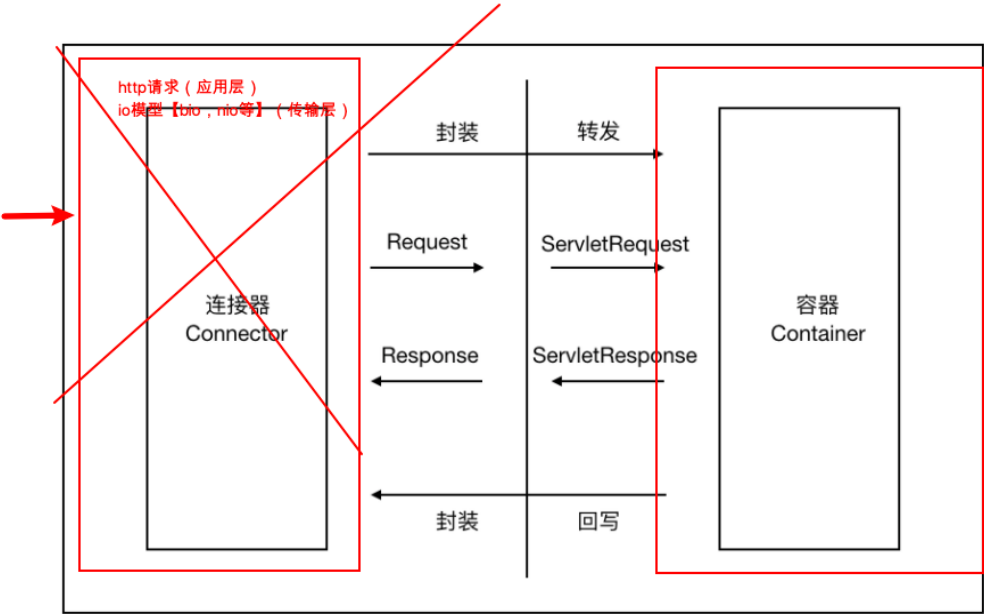 http请求（应用层）
io模型【bio，nio等】（传输层）
封装
转发
Request
ServletRequest
连接器
Connector
容器
Container
Response
ServletResponse
封装
回写